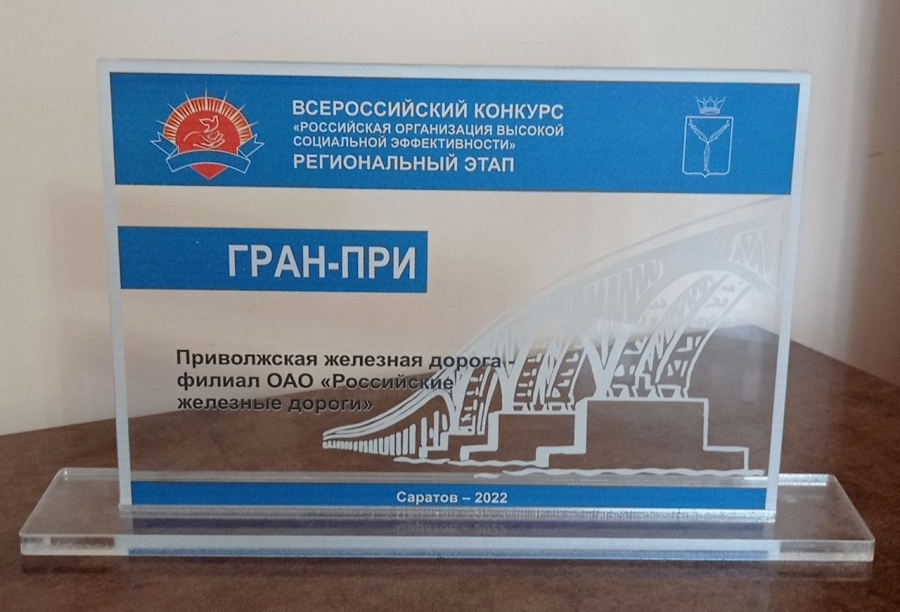 ВСЕРОССИЙСКИЙ КОНКУРС
«РОССИЙСКАЯ ОРГАНИЗАЦИЯ ВЫСОКОЙ
СОЦИАЛЬНОЙ ЭФФЕКТИВНОСТИ»
РЕГИОНАЛЬНЫЙ ЭТАП
ГРАН-ПРИ
Приволжская железная дорога -
филиал ОАО «Российские
железные дороги»
Саратов – 2022